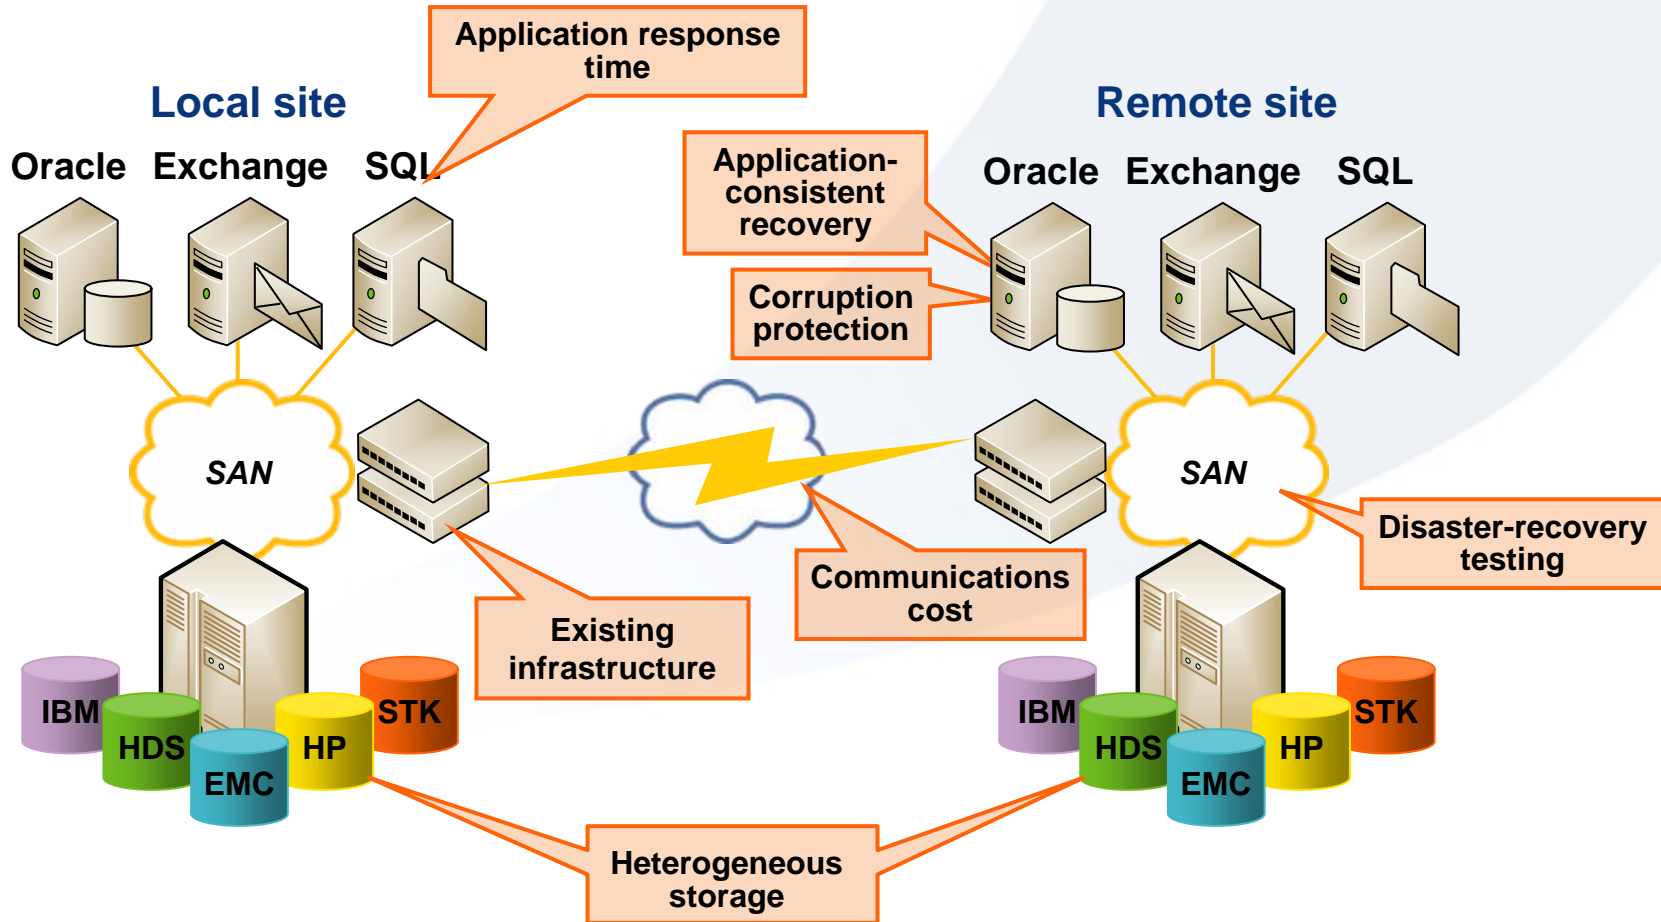 Application response
time
Local site
Remote site
Oracle
Exchange
SQL
Application-
consistent
recovery
Oracle
Exchange
SQL
Corruption
protection
SAN
SAN
Disaster-recovery
testing
Communications
cost
Existing
infrastructure
IBM
HDS
EMC
HP
STK
IBM
HDS
EMC
HP
STK
Heterogeneous
storage